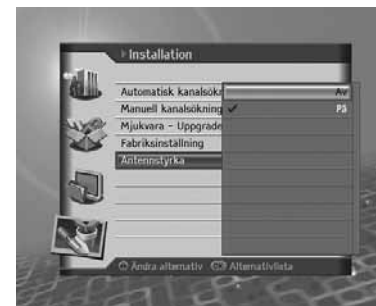 Installation
Automatisk kanalsökn Av
Manuell kanalsökning ✓ På
Mjukvara - Uppgrade
Fabriksinställning
Antennstyrka
Ändra alternativ Alternativlista